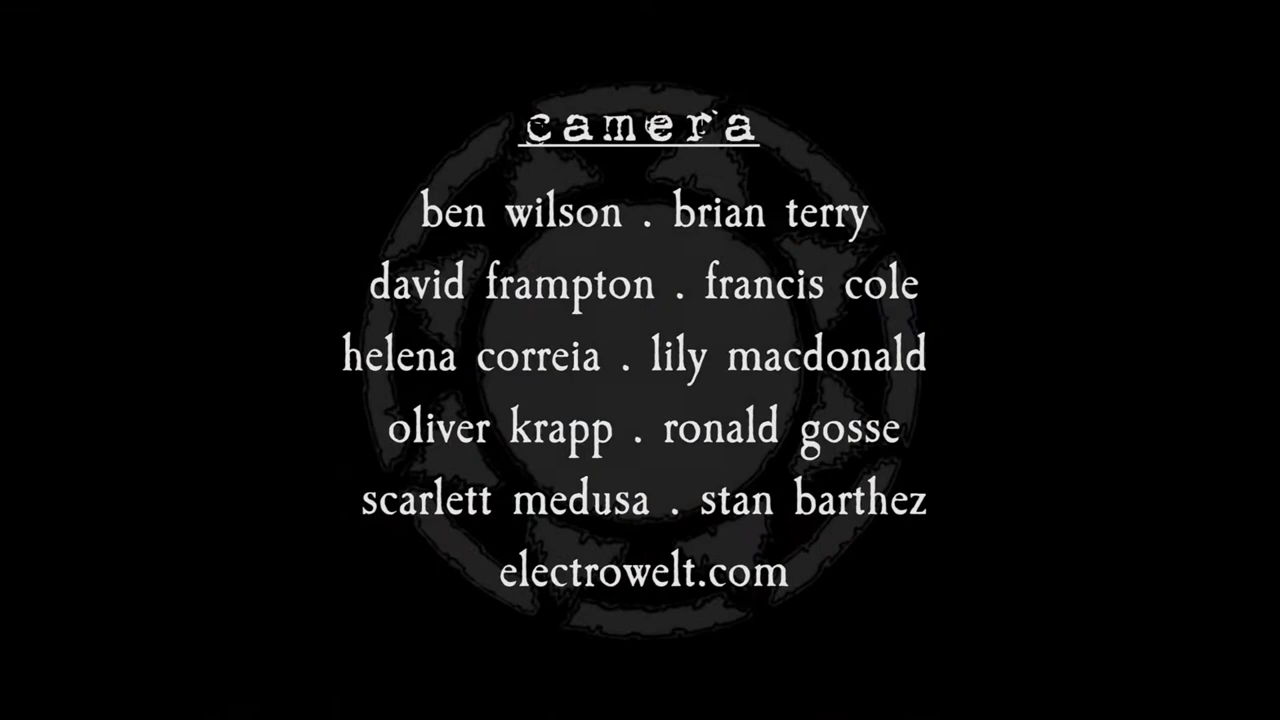 camera
ben wilson . brian terry
david frampton . francis cole
helena correia . lily macdonald
oliver krapp . ronald gosse
scarlett medusa . stan barthez
electrowelt.com